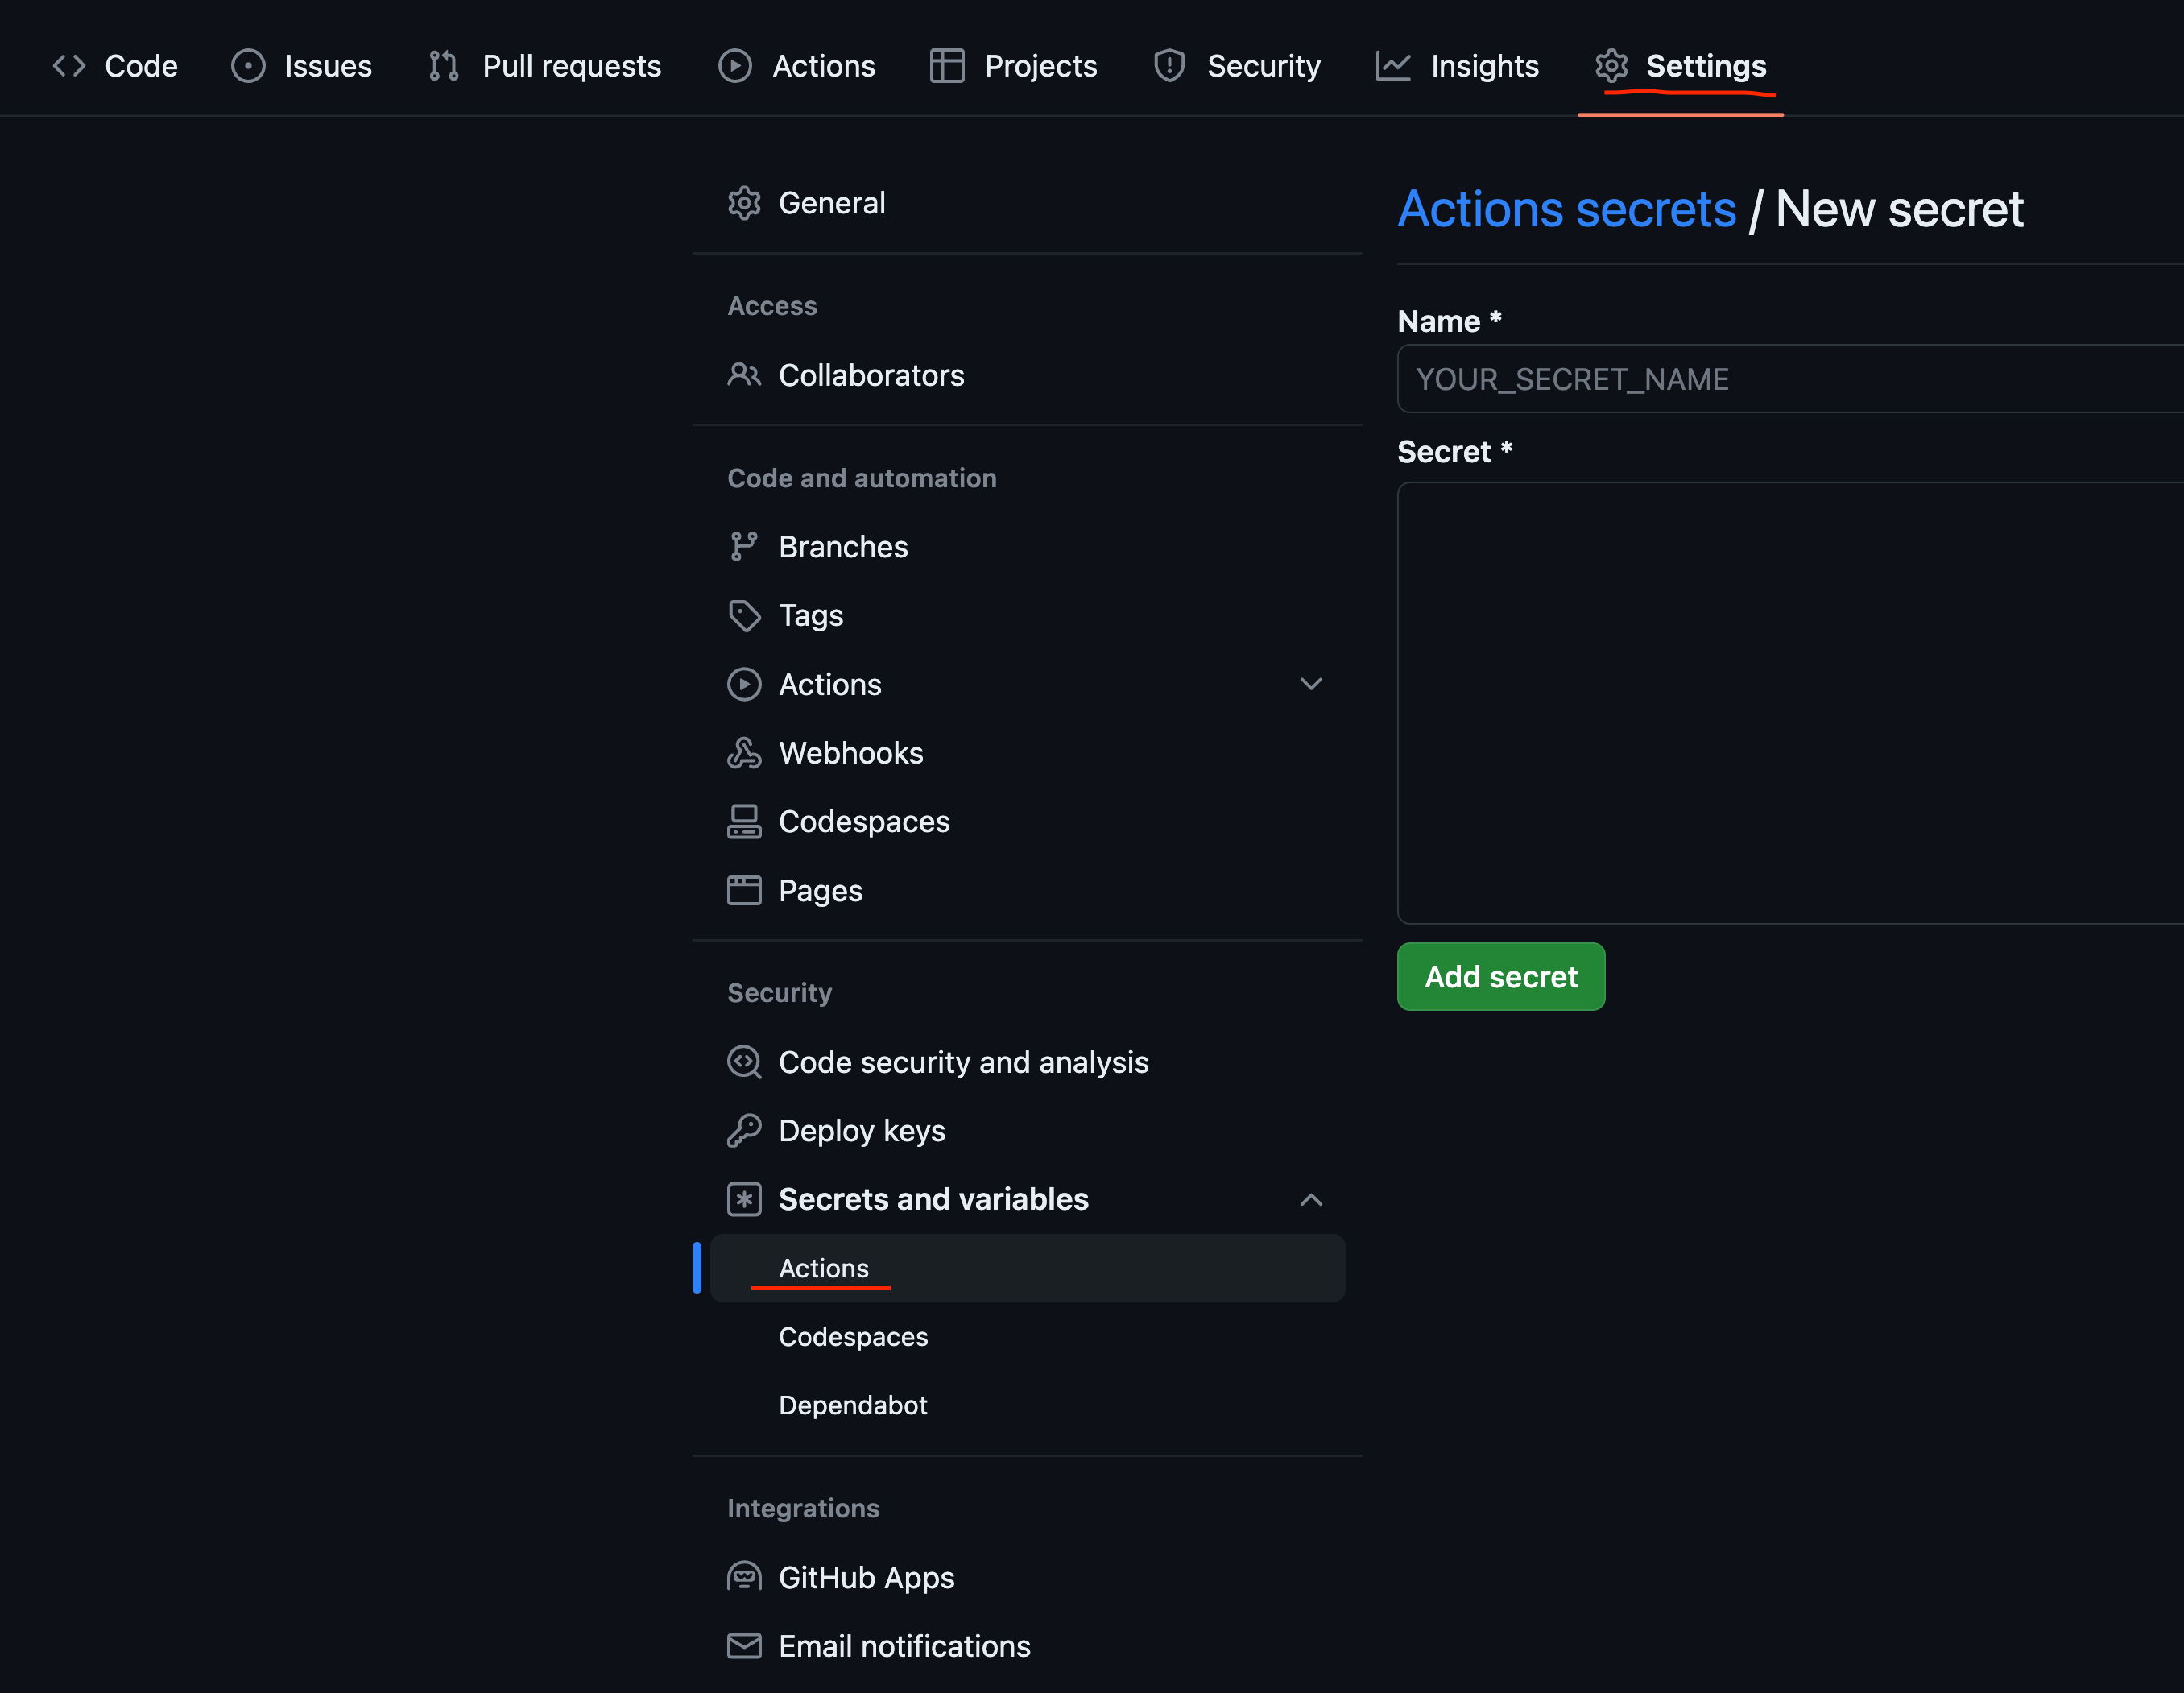 Code Issues Pull requests Actions Projects Security Insights Settings
General
Access
Collaborators
Code and automation
Branches
Tags
Actions
Webhooks
Codespaces
Pages
Security
Code security and analysis
Deploy keys
Secrets and variables
Actions
Codespaces
Dependabot
Integrations
GitHub Apps
Email notifications
Actions secrets / New secret
Name *
YOUR_SECRET_NAME
Secret *
Add secret